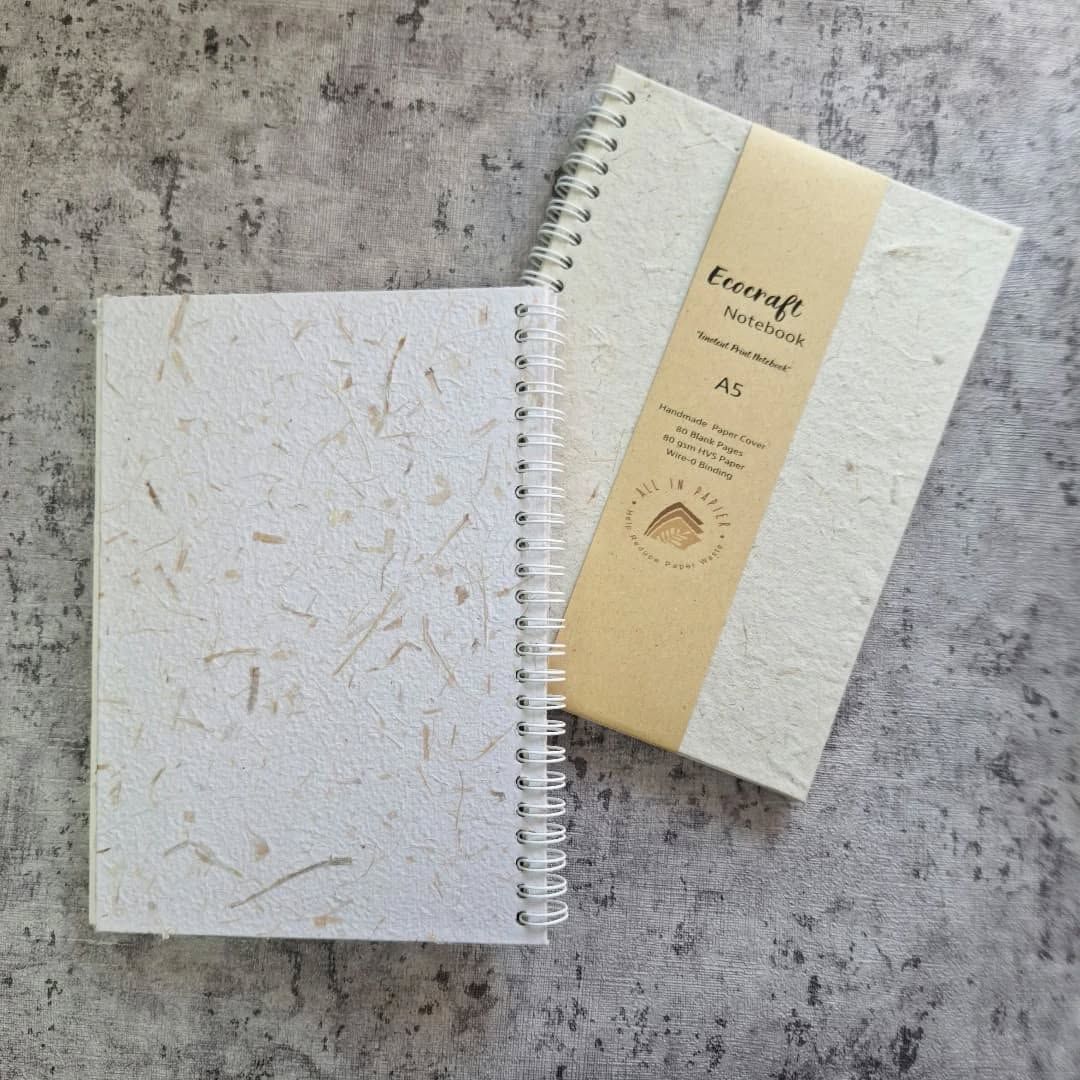 Ecocraft
Notebook
"Linocut Print Notebook"
A5
Handmade Paper Cover
80 Blank Pages
80 gsm HVS Paper
Wire-O Binding
ALL IN PAPIER
Help Reduce Paper Waste